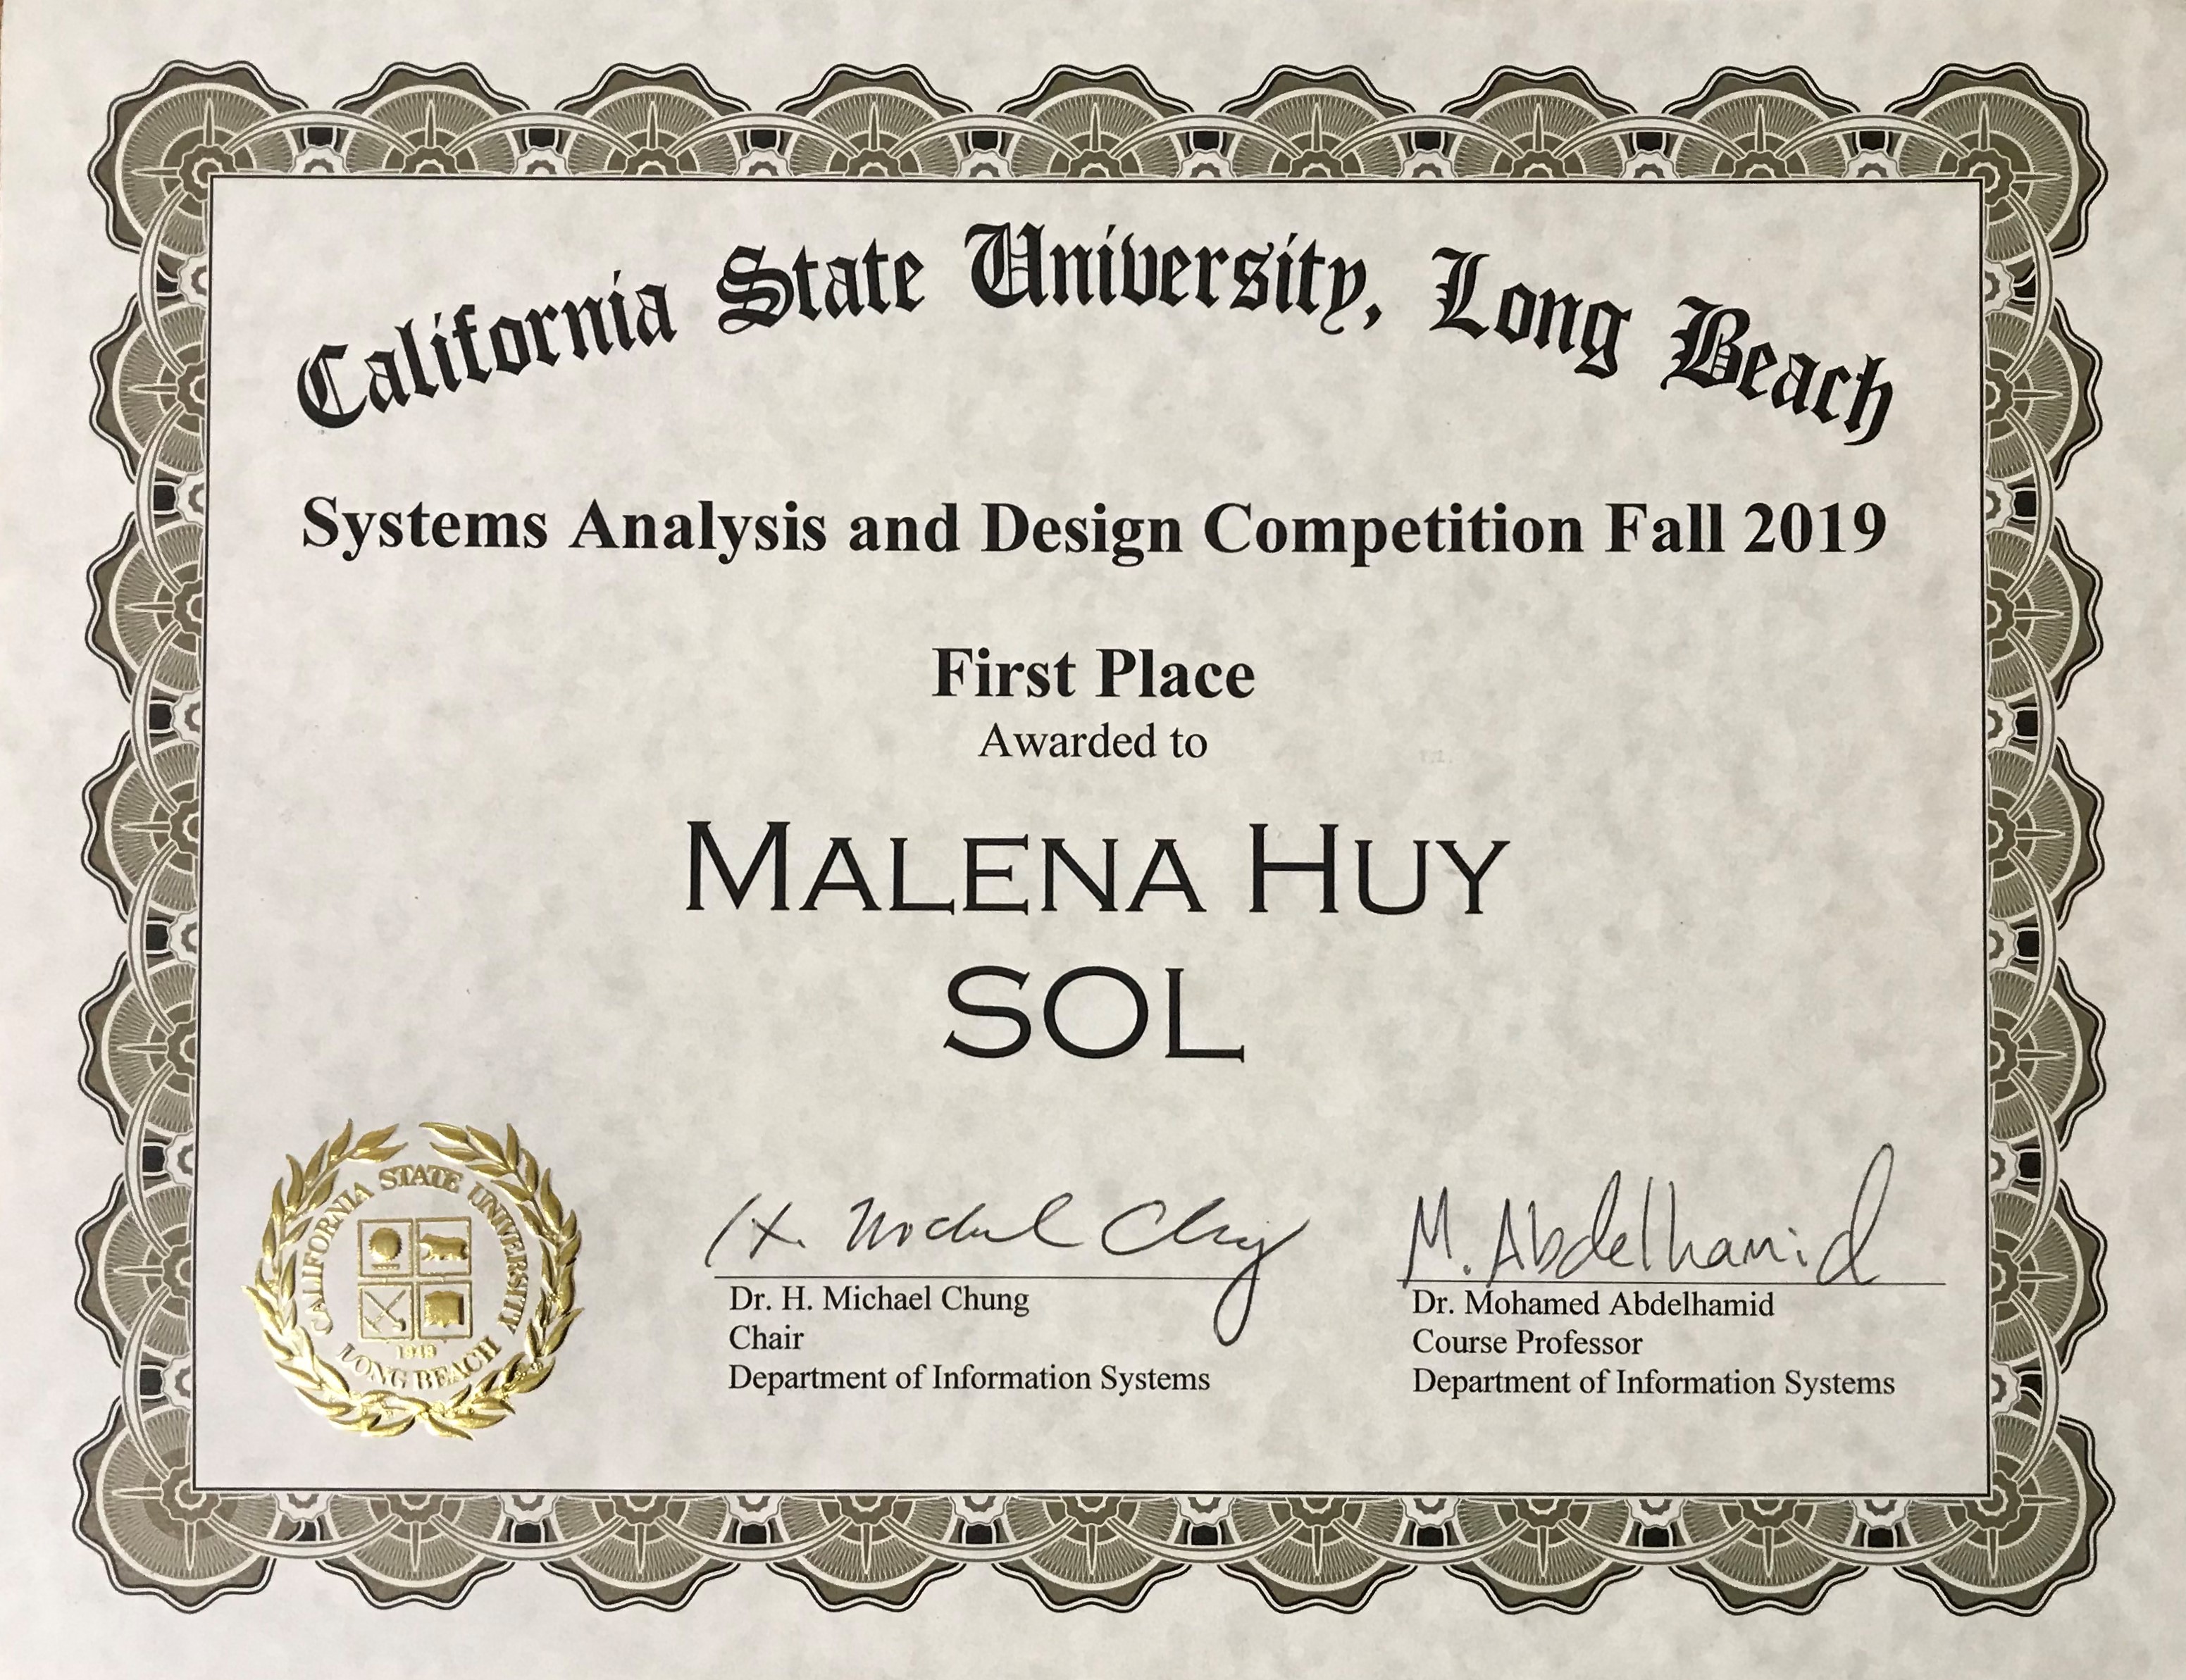 California State University, Long Beach
Systems Analysis and Design Competition Fall 2019
First Place
Awarded to
MALENA HUY
SOL
CALIFORNIA STATE UNIVERSITY
1949
LONG BEACH
H. Michael Chung
Dr. H. Michael Chung
Chair
Department of Information Systems
M. Abdelhamid
Dr. Mohamed Abdelhamid
Course Professor
Department of Information Systems